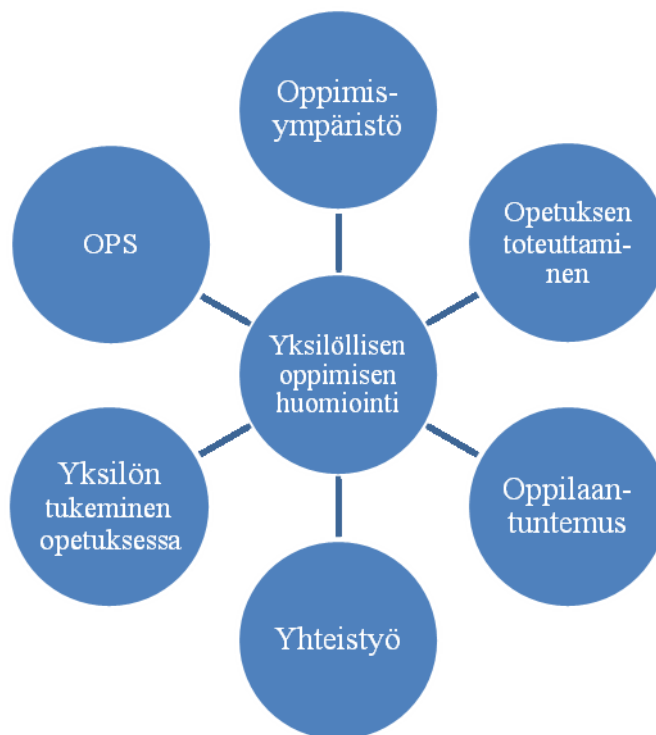 Oppimis-
ympäristö
OPS
Opetuksen
toteuttami-
nen
Yksilöllisen
oppimisen
huomiointi
Yksilön
tukeminen
opetuksessa
Oppilaan-
tuntemus
Yhteistyö